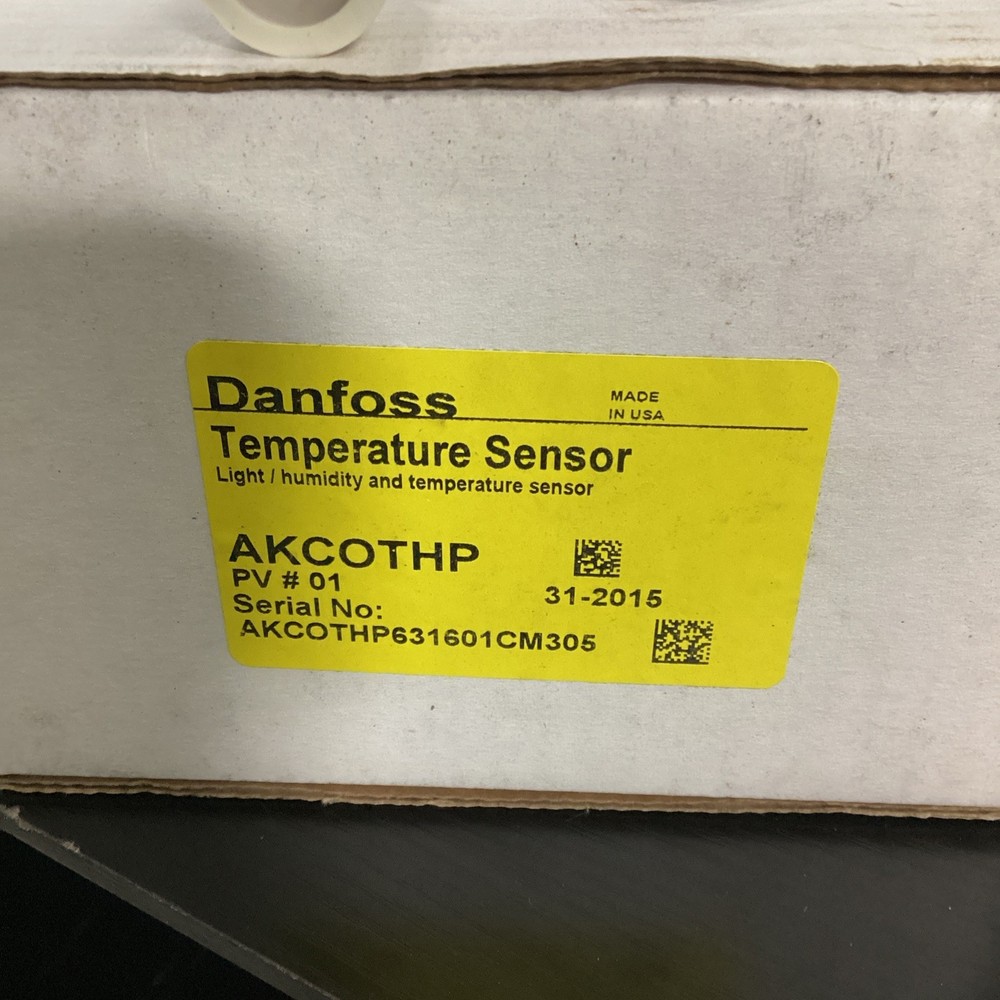 Danfoss
MADE
IN USA
Temperature Sensor
Light / humidity and temperature sensor
AKCOTHP
PV # 01
31-2015
Serial No:
AKCOTHP631601CM305